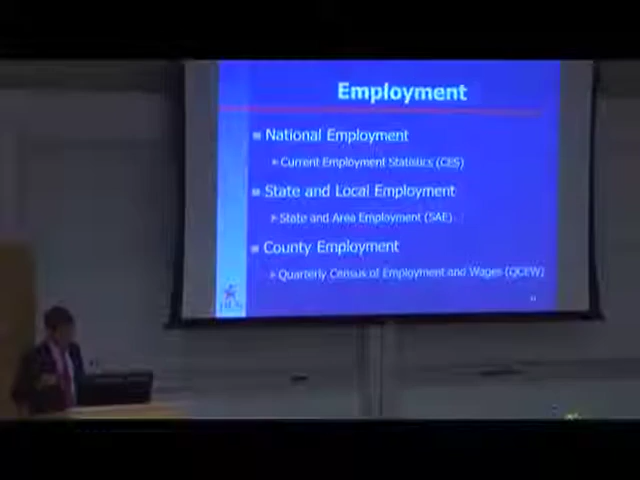 Employment
National Employment
Current Employment Statistics (CES)
State and Local Employment
State and Area Employment (SAE)
County Employment
Quarterly Census of Employment and Wages (QCEW)
BLS